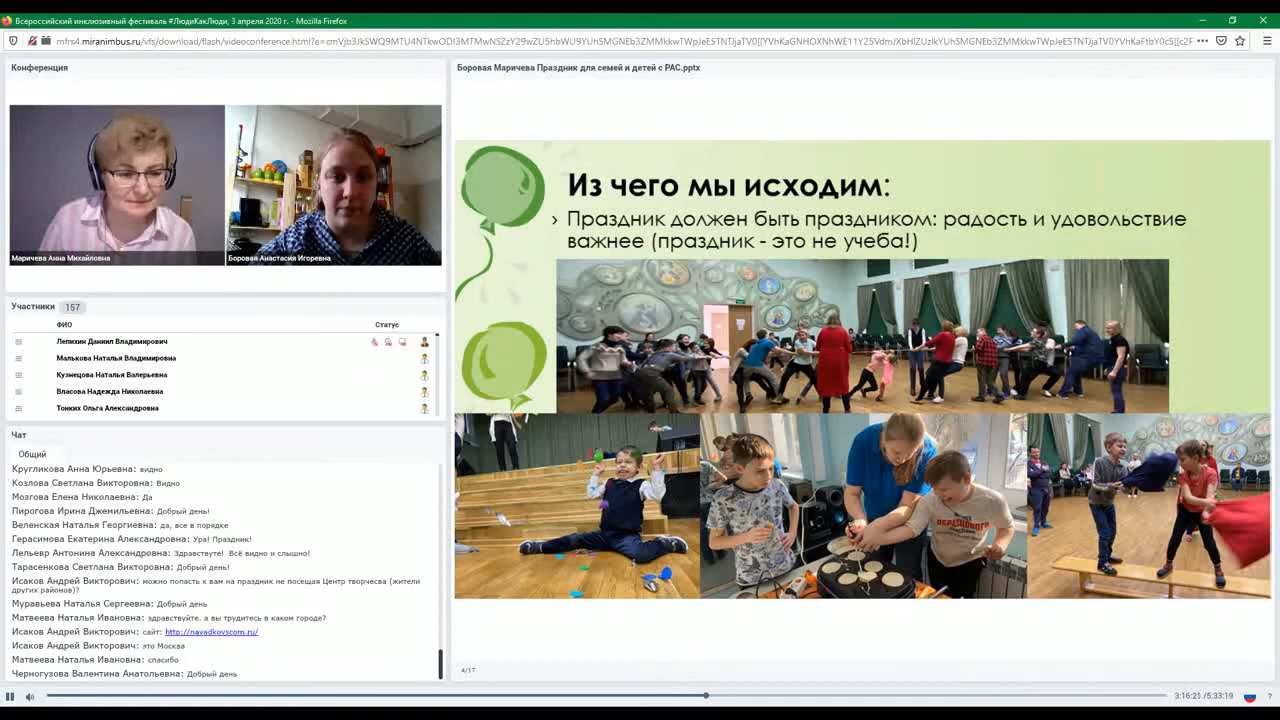 Всероссийский инклюзивный фестиваль #ЛюдиКакЛюди, 3 апреля 2020 г. - Mozilla Firefox
Конференция
Маричева Анна Михайловна
Боровая Анастасия Игоревна
Участники 157
ФИО Статус
Лепихин Даниил Владимирович
Малькова Наталья Владимировна
Кузнецова Наталья Валерьевна
Власова Надежда Николаевна
Тонких Ольга Александровна
Чат
Общий
Кругликова Анна Юрьевна: видно
Козлова Светлана Викторовна: Видно
Мозгова Елена Николаевна: Да
Пирогова Ирина Джемильевна: Добрый день!
Веленская Наталья Георгиевна: да, все в порядке
Герасимова Екатерина Александровна: Ура! Праздник!
Лельевр Антонина Александровна: Здравствуте! Всё видно и слышно!
Тарасенкова Светлана Викторовна: Добрый день!
Исаков Андрей Викторович: можно попасть к вам на праздник не посещая Центр творчесва (жители
других районов)?
Муравьева Наталья Сергеевна: Добрый день
Матвеева Наталья Ивановна: здравствуйте. а вы трудитесь в каком городе?
Исаков Андрей Викторович: сайт: http://navadkovscom.ru/
Исаков Андрей Викторович: это Москва
Матвеева Наталья Ивановна: спасибо
Черногузова Валентина Анатольевна: Добрый день
Боровая Маричева Праздник для семей и детей с РАС.pptx
Из чего мы исходим:
› Праздник должен быть праздником: радость и удовольствие
важнее (праздник - это не учеба!)
4/17
3:16:21 / 5:33:19 ?